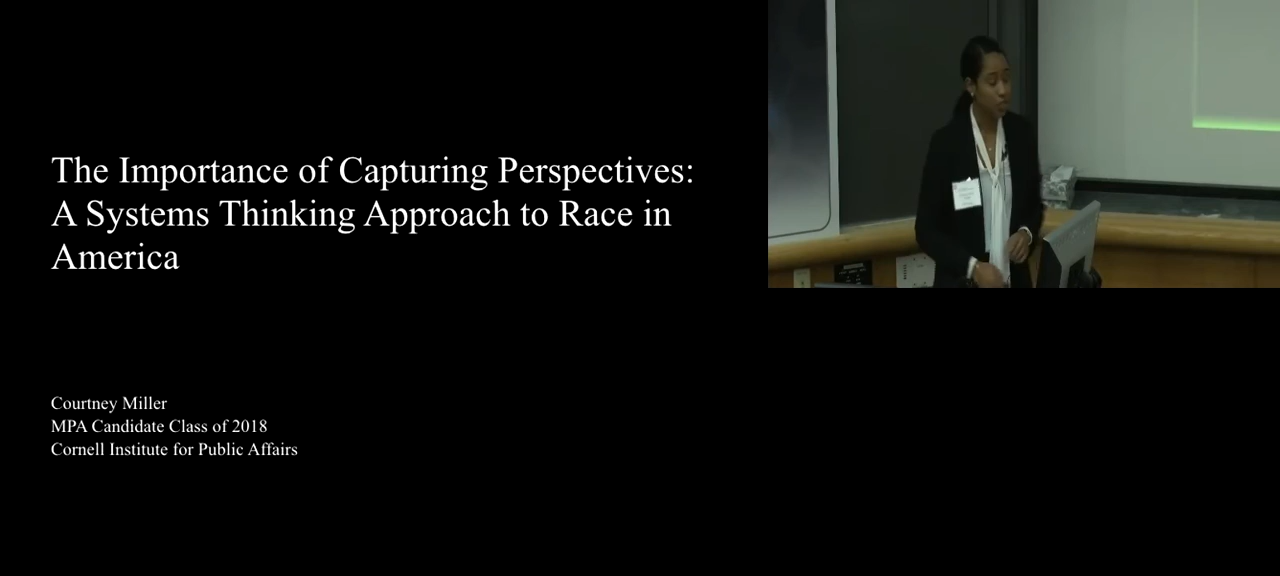 The Importance of Capturing Perspectives:
A Systems Thinking Approach to Race in
America
Courtney Miller
MPA Candidate Class of 2018
Cornell Institute for Public Affairs